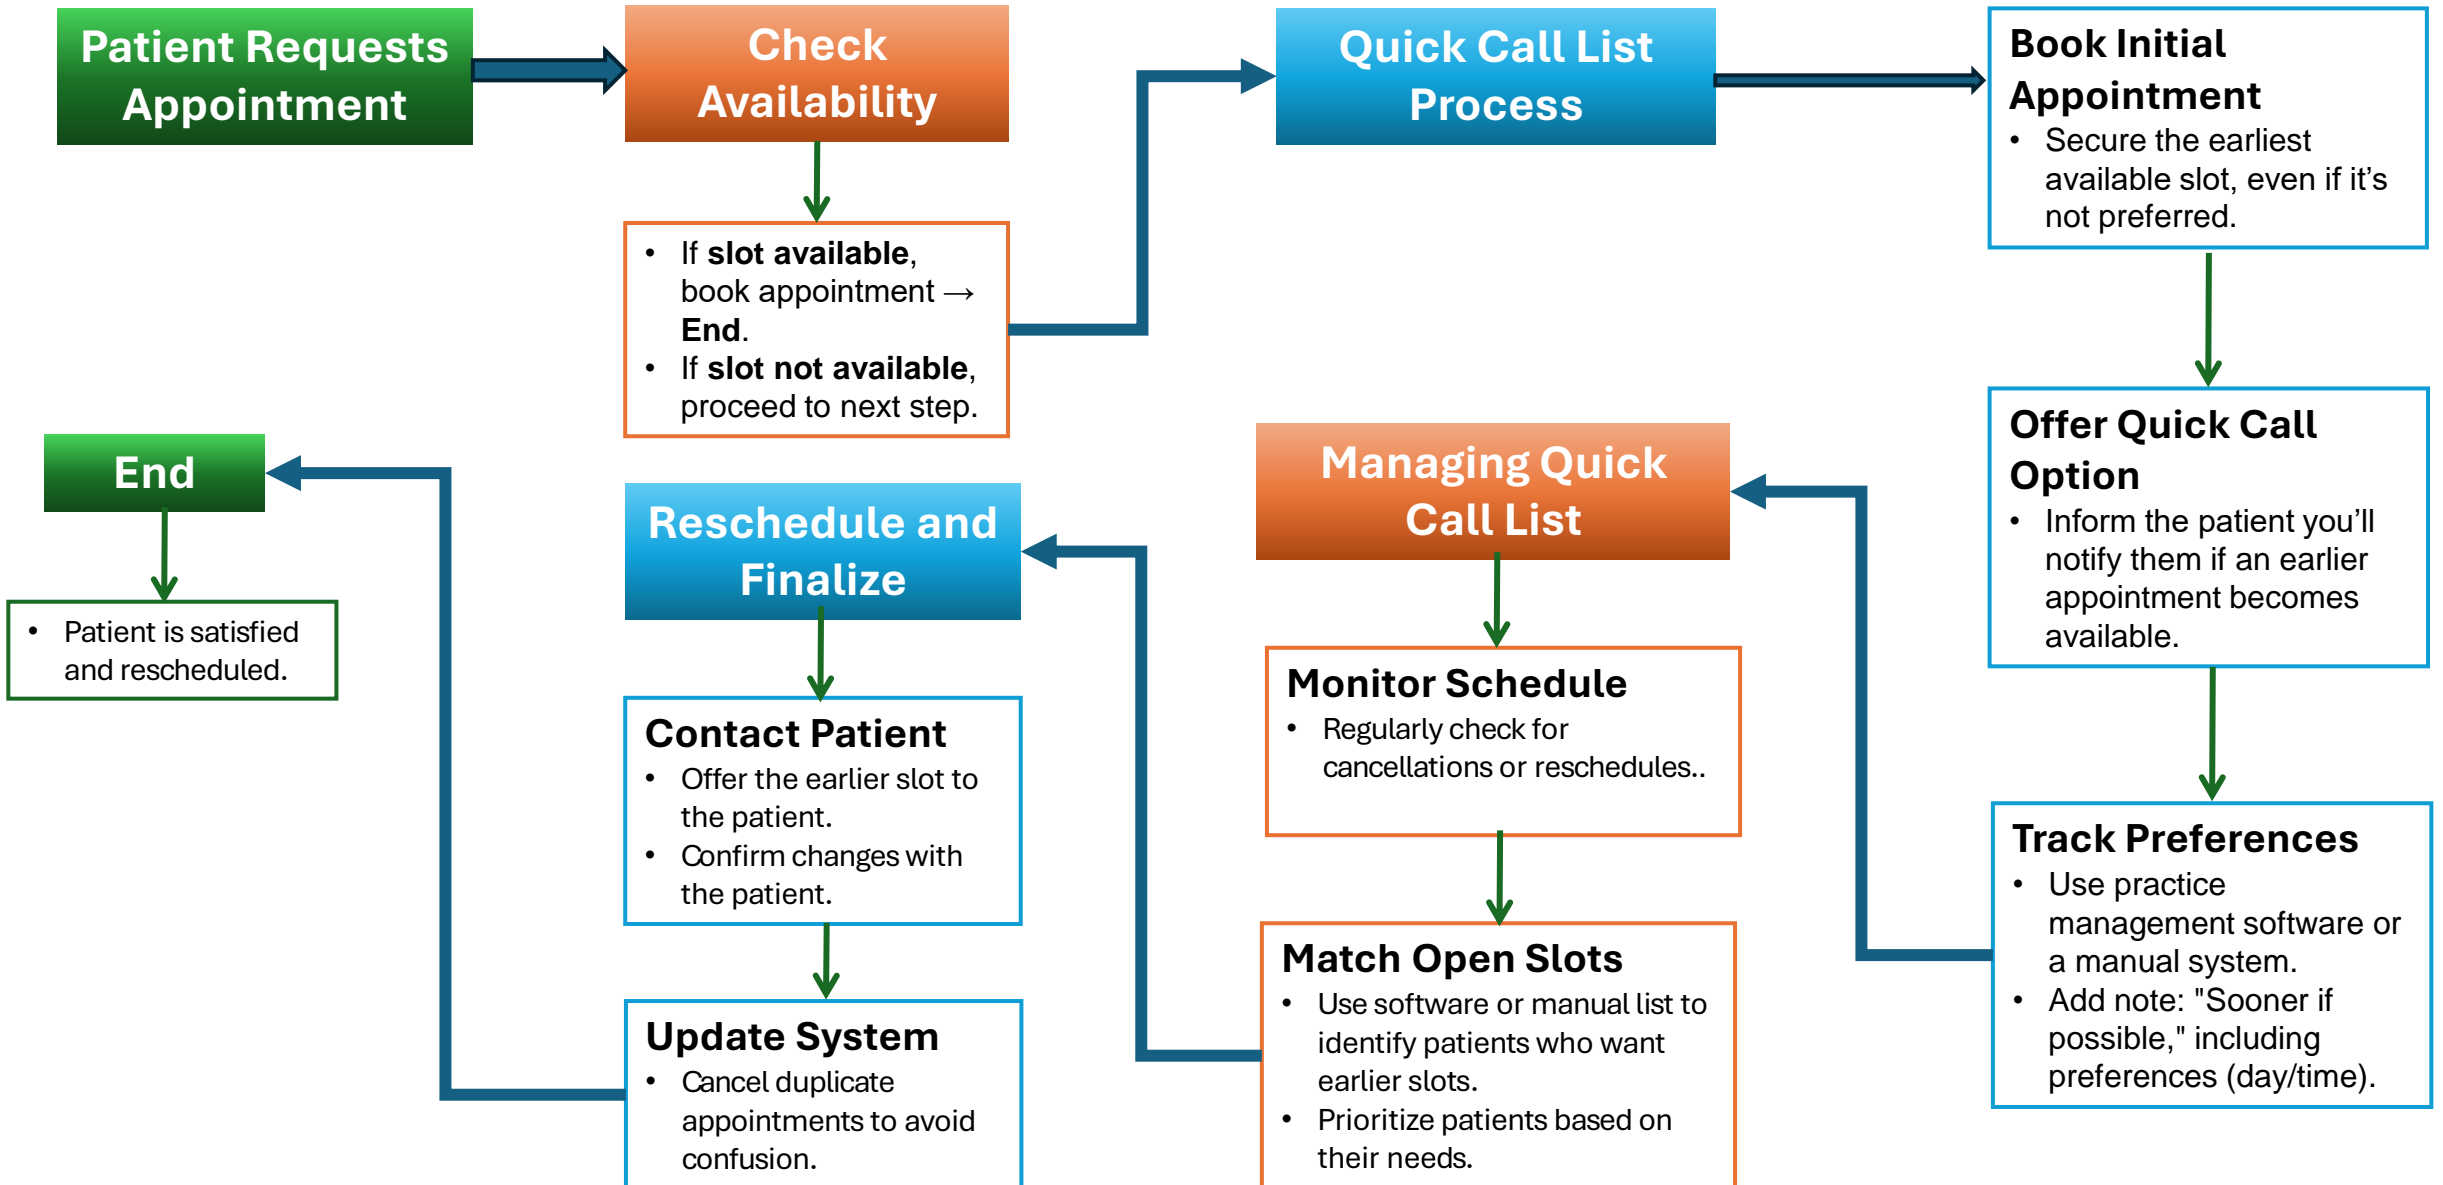 Patient Requests
Appointment
Check
Availability
• If slot available,
book appointment →
End.
• If slot not available,
proceed to next step.
Quick Call List
Process
Book Initial
Appointment
• Secure the earliest
available slot, even if it’s
not preferred.
Offer Quick Call
Option
• Inform the patient you’ll
notify them if an earlier
appointment becomes
available.
Track Preferences
• Use practice
management software or
a manual system.
• Add note: "Sooner if
possible," including
preferences (day/time).
Managing Quick
Call List
Monitor Schedule
• Regularly check for
cancellations or reschedules..
Match Open Slots
• Use software or manual list to
identify patients who want
earlier slots.
• Prioritize patients based on
their needs.
Reschedule and
Finalize
Contact Patient
• Offer the earlier slot to
the patient.
• Confirm changes with
the patient.
Update System
• Cancel duplicate
appointments to avoid
confusion.
End
• Patient is satisfied
and rescheduled.